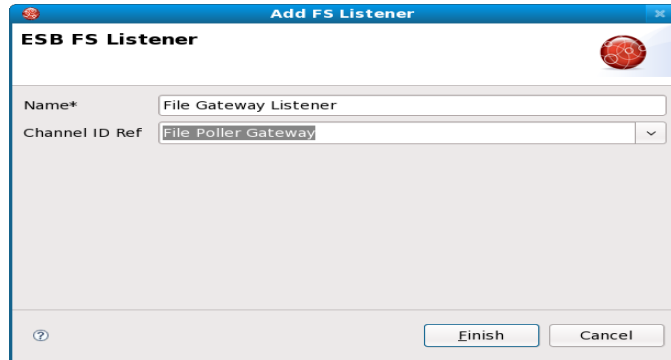 Add FS Listener
ESB FS Listener
Name* File Gateway Listener
Channel ID Ref File Poller Gateway
Finish Cancel